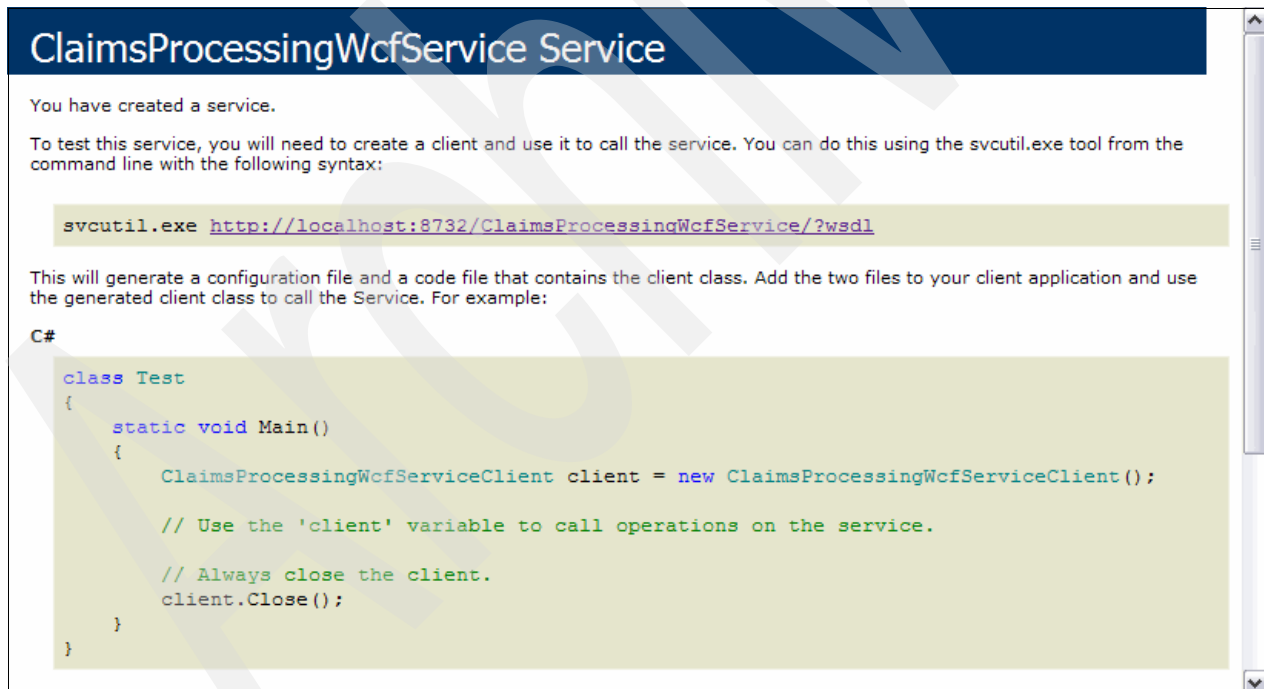 ClaimsProcessingWcfService Service
You have created a service.
To test this service, you will need to create a client and use it to call the service. You can do this using the svcutil.exe tool from the
command line with the following syntax:
svcutil.exe http://localhost:8732/ClaimsProcessingWcfService/?wsdl
This will generate a configuration file and a code file that contains the client class. Add the two files to your client application and use
the generated client class to call the Service. For example:
C#
class Test
{
static void Main()
{
ClaimsProcessingWcfServiceClient client = new ClaimsProcessingWcfServiceClient();
// Use the 'client' variable to call operations on the service.
// Always close the client.
client.Close();
}
}